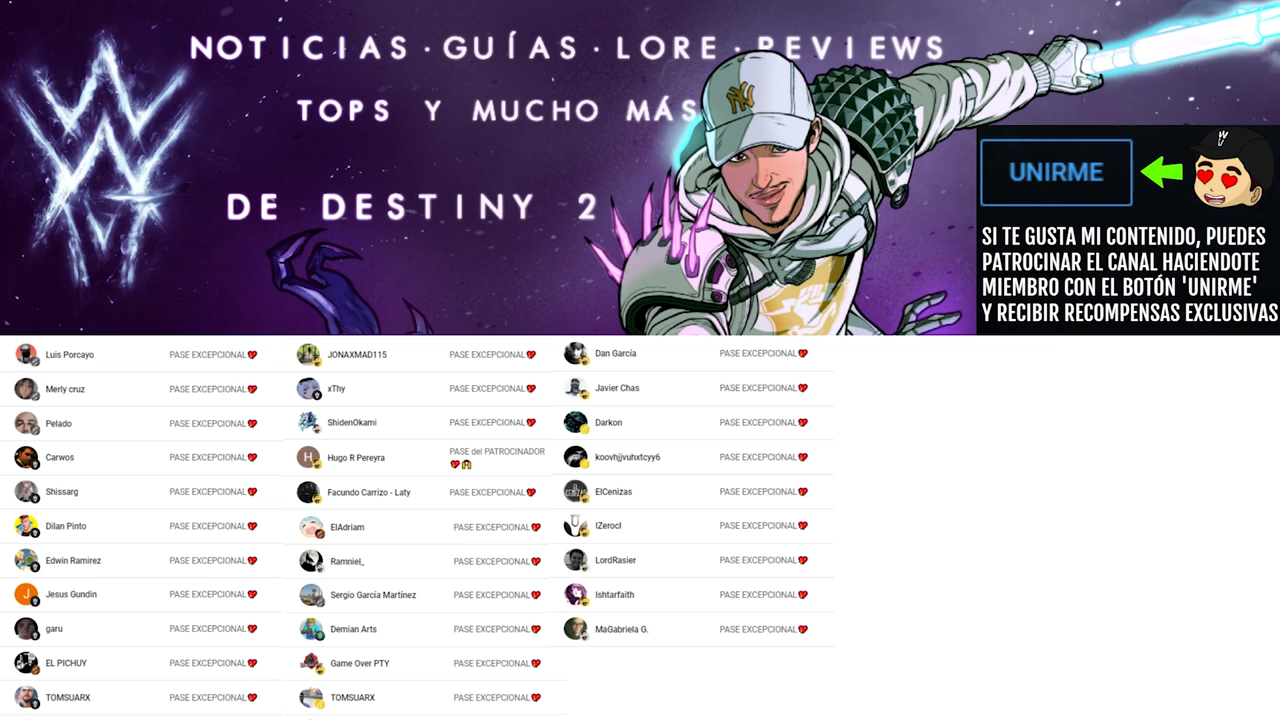 NOTICIAS · GUÍAS · LORE · REVIEWS
TOPS Y MUCHO MÁS
DE DESTINY 2
UNIRME
SI TE GUSTA MI CONTENIDO, PUEDES
PATROCINAR EL CANAL HACIENDOTE
MIEMBRO CON EL BOTÓN 'UNIRME'
Y RECIBIR RECOMPENSAS EXCLUSIVAS
Luis Porcayo PASE EXCEPCIONAL
Merly cruz PASE EXCEPCIONAL
Pelado PASE EXCEPCIONAL
Carwos PASE EXCEPCIONAL
Shissarg PASE EXCEPCIONAL
Dilan Pinto PASE EXCEPCIONAL
Edwin Ramirez PASE EXCEPCIONAL
J
Jesus Gundin PASE EXCEPCIONAL
garu PASE EXCEPCIONAL
EL PICHUY PASE EXCEPCIONAL
TOMSUARX PASE EXCEPCIONAL
JONAXMAD115 PASE EXCEPCIONAL
xThy PASE EXCEPCIONAL
ShidenOkami PASE EXCEPCIONAL
H
Hugo R Pereyra PASE del PATROCINADOR
Facundo Carrizo - Laty PASE EXCEPCIONAL
ElAdriam PASE EXCEPCIONAL
Ramniel_ PASE EXCEPCIONAL
Sergio García Martínez PASE EXCEPCIONAL
Demian Arts PASE EXCEPCIONAL
Game Over PTY PASE EXCEPCIONAL
TOMSUARX PASE EXCEPCIONAL
Dan García PASE EXCEPCIONAL
Javier Chas PASE EXCEPCIONAL
Darkon PASE EXCEPCIONAL
koovhjjvuhxtcyy6 PASE EXCEPCIONAL
ElCenizas PASE EXCEPCIONAL
IZerocI PASE EXCEPCIONAL
LordRasier PASE EXCEPCIONAL
Ishtarfaith PASE EXCEPCIONAL
MaGabriela G. PASE EXCEPCIONAL